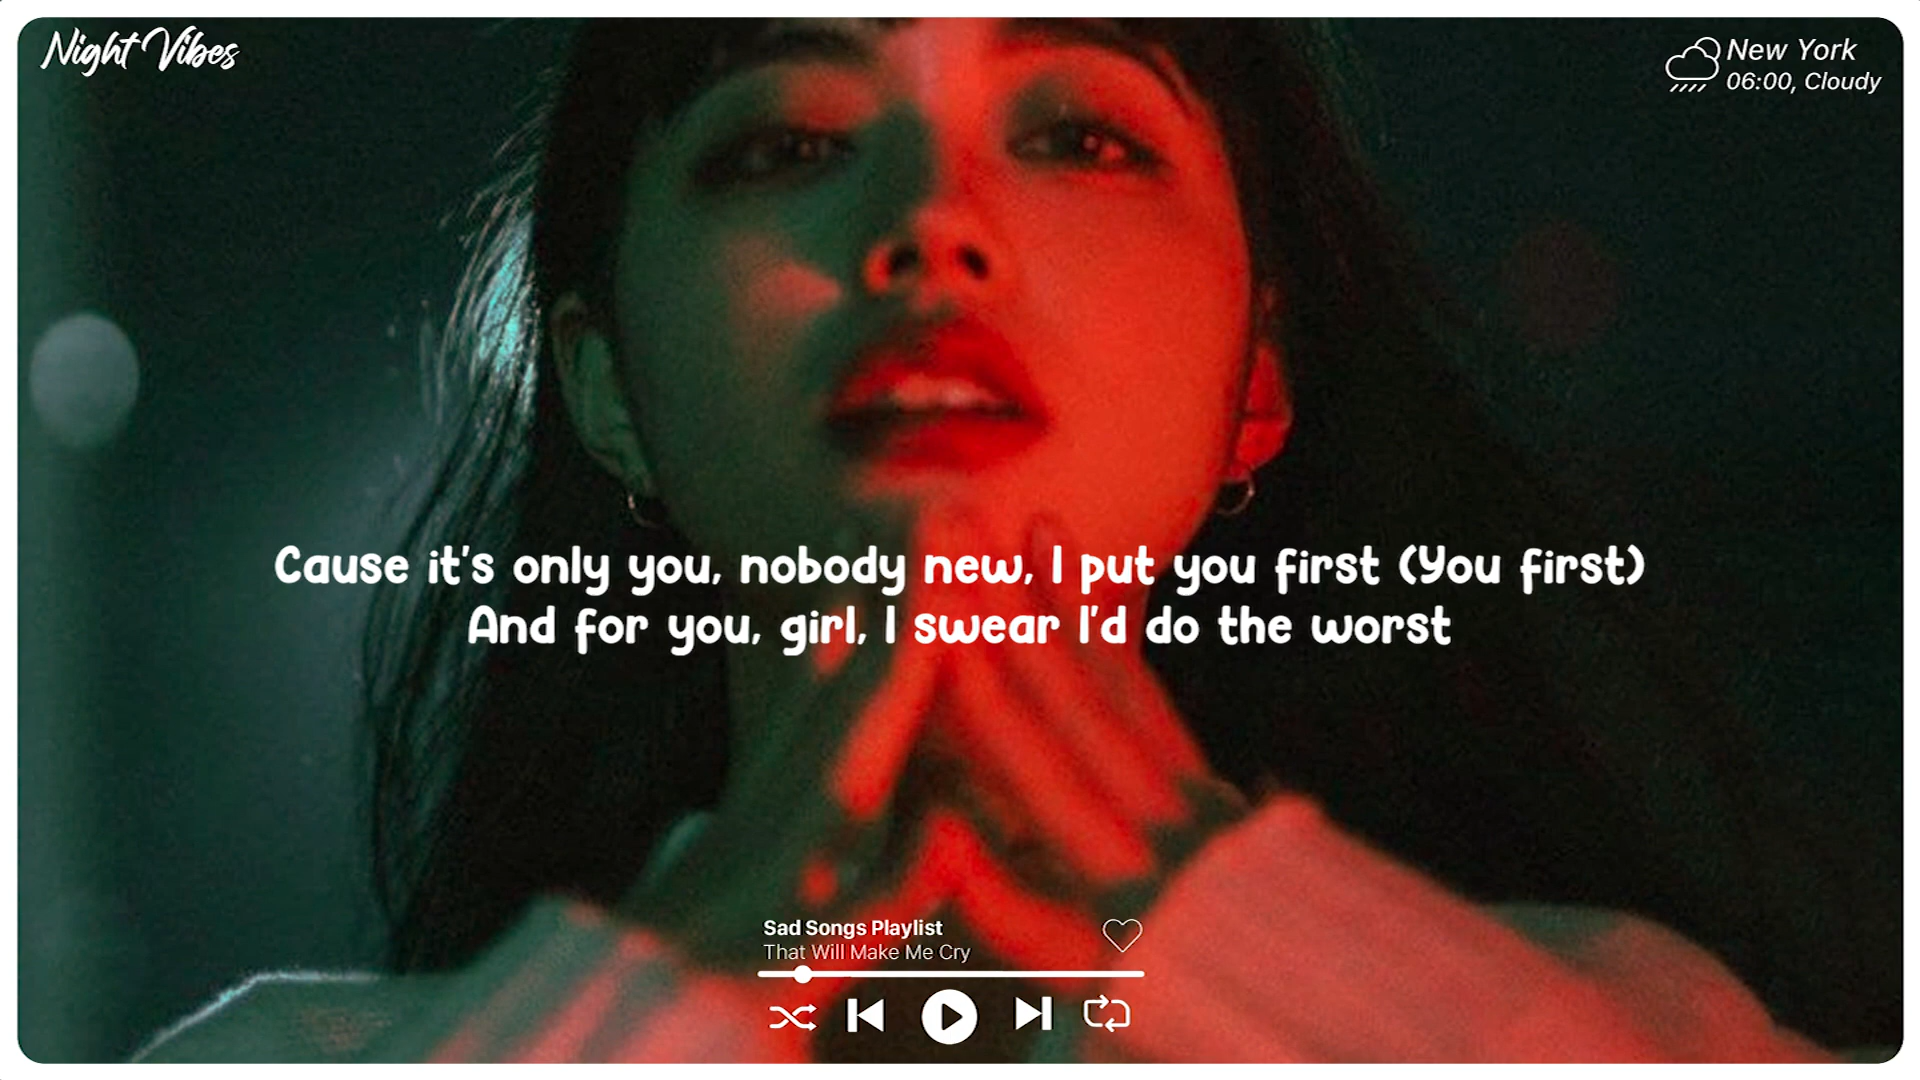 Night Vibes
New York
06:00, Cloudy
Cause it's only you, nobody new, I put you first (You first)
And for you, girl, I swear I'd do the worst
Sad Songs Playlist
That Will Make Me Cry